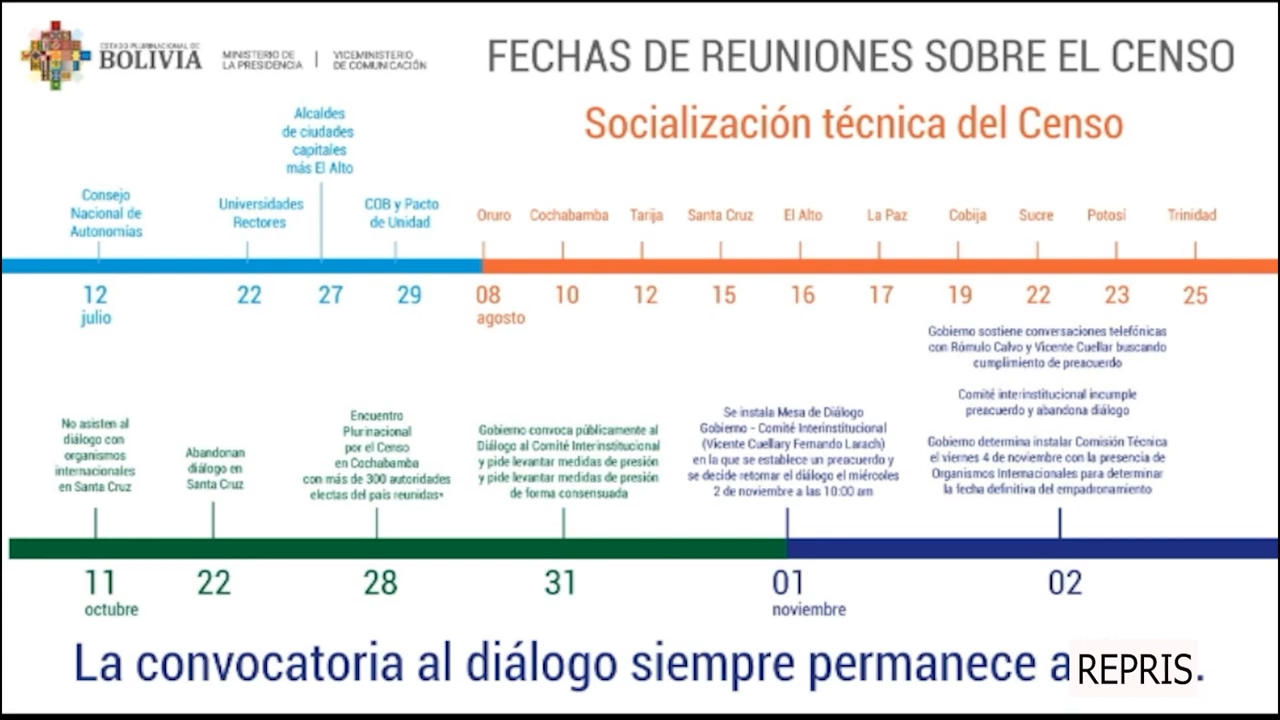 ESTADO PLURINACIONAL DE
BOLIVIA
MINISTERIO DE
LA PRESIDENCIA
VICEMINISTERIO
DE COMUNICACIÓN
FECHAS DE REUNIONES SOBRE EL CENSO
Socialización técnica del Censo
Consejo
Nacional de
Autonomías
Universidades
Rectores
Alcaldes
de ciudades
capitales
más El Alto
COB y Pacto
de Unidad
Oruro Cochabamba Tarija Santa Cruz El Alto La Paz Cobija Sucre Potosí Trinidad
12 22 27 29 08 10 12 15 16 17 19 22 23 25
julio agosto
No asisten al
diálogo con
organismos
internacionales
en Santa Cruz
Abandonan
diálogo en
Santa Cruz
Encuentro
Plurinacional
por el Censo
en Cochabamba
con más de 300 autoridades
electas del país reunidas*
Gobierno convoca públicamente al
Diálogo al Comité Interinstitucional
y pide levantar medidas de presión
y pide levantar medidas de presión
de forma consensuada
Se instala Mesa de Diálogo
Gobierno - Comité Interinstitucional
(Vicente Cuellary Fernando Larach)
en la que se establece un preacuerdo y
se decide retornar el diálogo el miércoles
2 de noviembre a las 10:00 am
Gobierno sostiene conversaciones telefónicas
con Rómulo Calvo y Vicente Cuellar buscando
cumplimiento de preacuerdo
Comité interinstitucional incumple
preacuerdo y abandona diálogo
Gobierno determina instalar Comisión Técnica
el viernes 4 de noviembre con la presencia de
Organismos Internacionales para determinar
la fecha definitiva del empadronamiento
11 22 28 31 01 02
octubre noviembre
La convocatoria al diálogo siempre permanece a REPRIS.